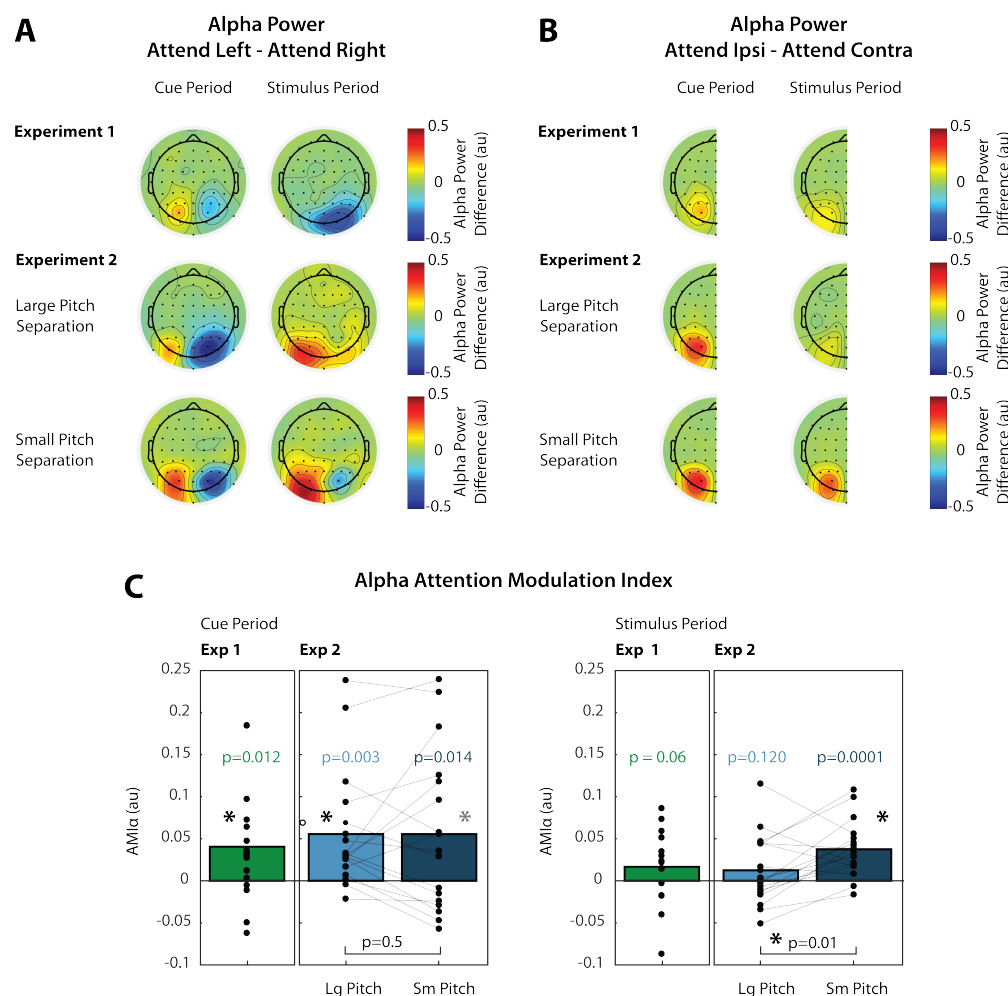 A
Alpha Power
Attend Left - Attend Right
Cue Period
Stimulus Period
Experiment 1
0.5
0
-0.5
Alpha Power
Difference (au)
Experiment 2
Large Pitch
Separation
0.5
0
-0.5
Alpha Power
Difference (au)
Small Pitch
Separation
0.5
0
-0.5
Alpha Power
Difference (au)
B
Alpha Power
Attend Ipsi - Attend Contra
Cue Period
Stimulus Period
Experiment 1
0.5
0
-0.5
Alpha Power
Difference (au)
Experiment 2
Large Pitch
Separation
0.5
0
-0.5
Alpha Power
Difference (au)
Small Pitch
Separation
0.5
0
-0.5
Alpha Power
Difference (au)
C
Alpha Attention Modulation Index
Cue Period
Exp 1
Exp 2
AMIα (au)
0.25
0.2
0.15
0.1
0.05
0
-0.05
-0.1
p=0.012
p=0.003
p=0.014
*
*
*
p=0.5
Lg Pitch
Sm Pitch
Stimulus Period
Exp 1
Exp 2
AMIα (au)
0.25
0.2
0.15
0.1
0.05
0
-0.05
-0.1
p = 0.06
p=0.120
p=0.0001
*
* p=0.01
Lg Pitch
Sm Pitch